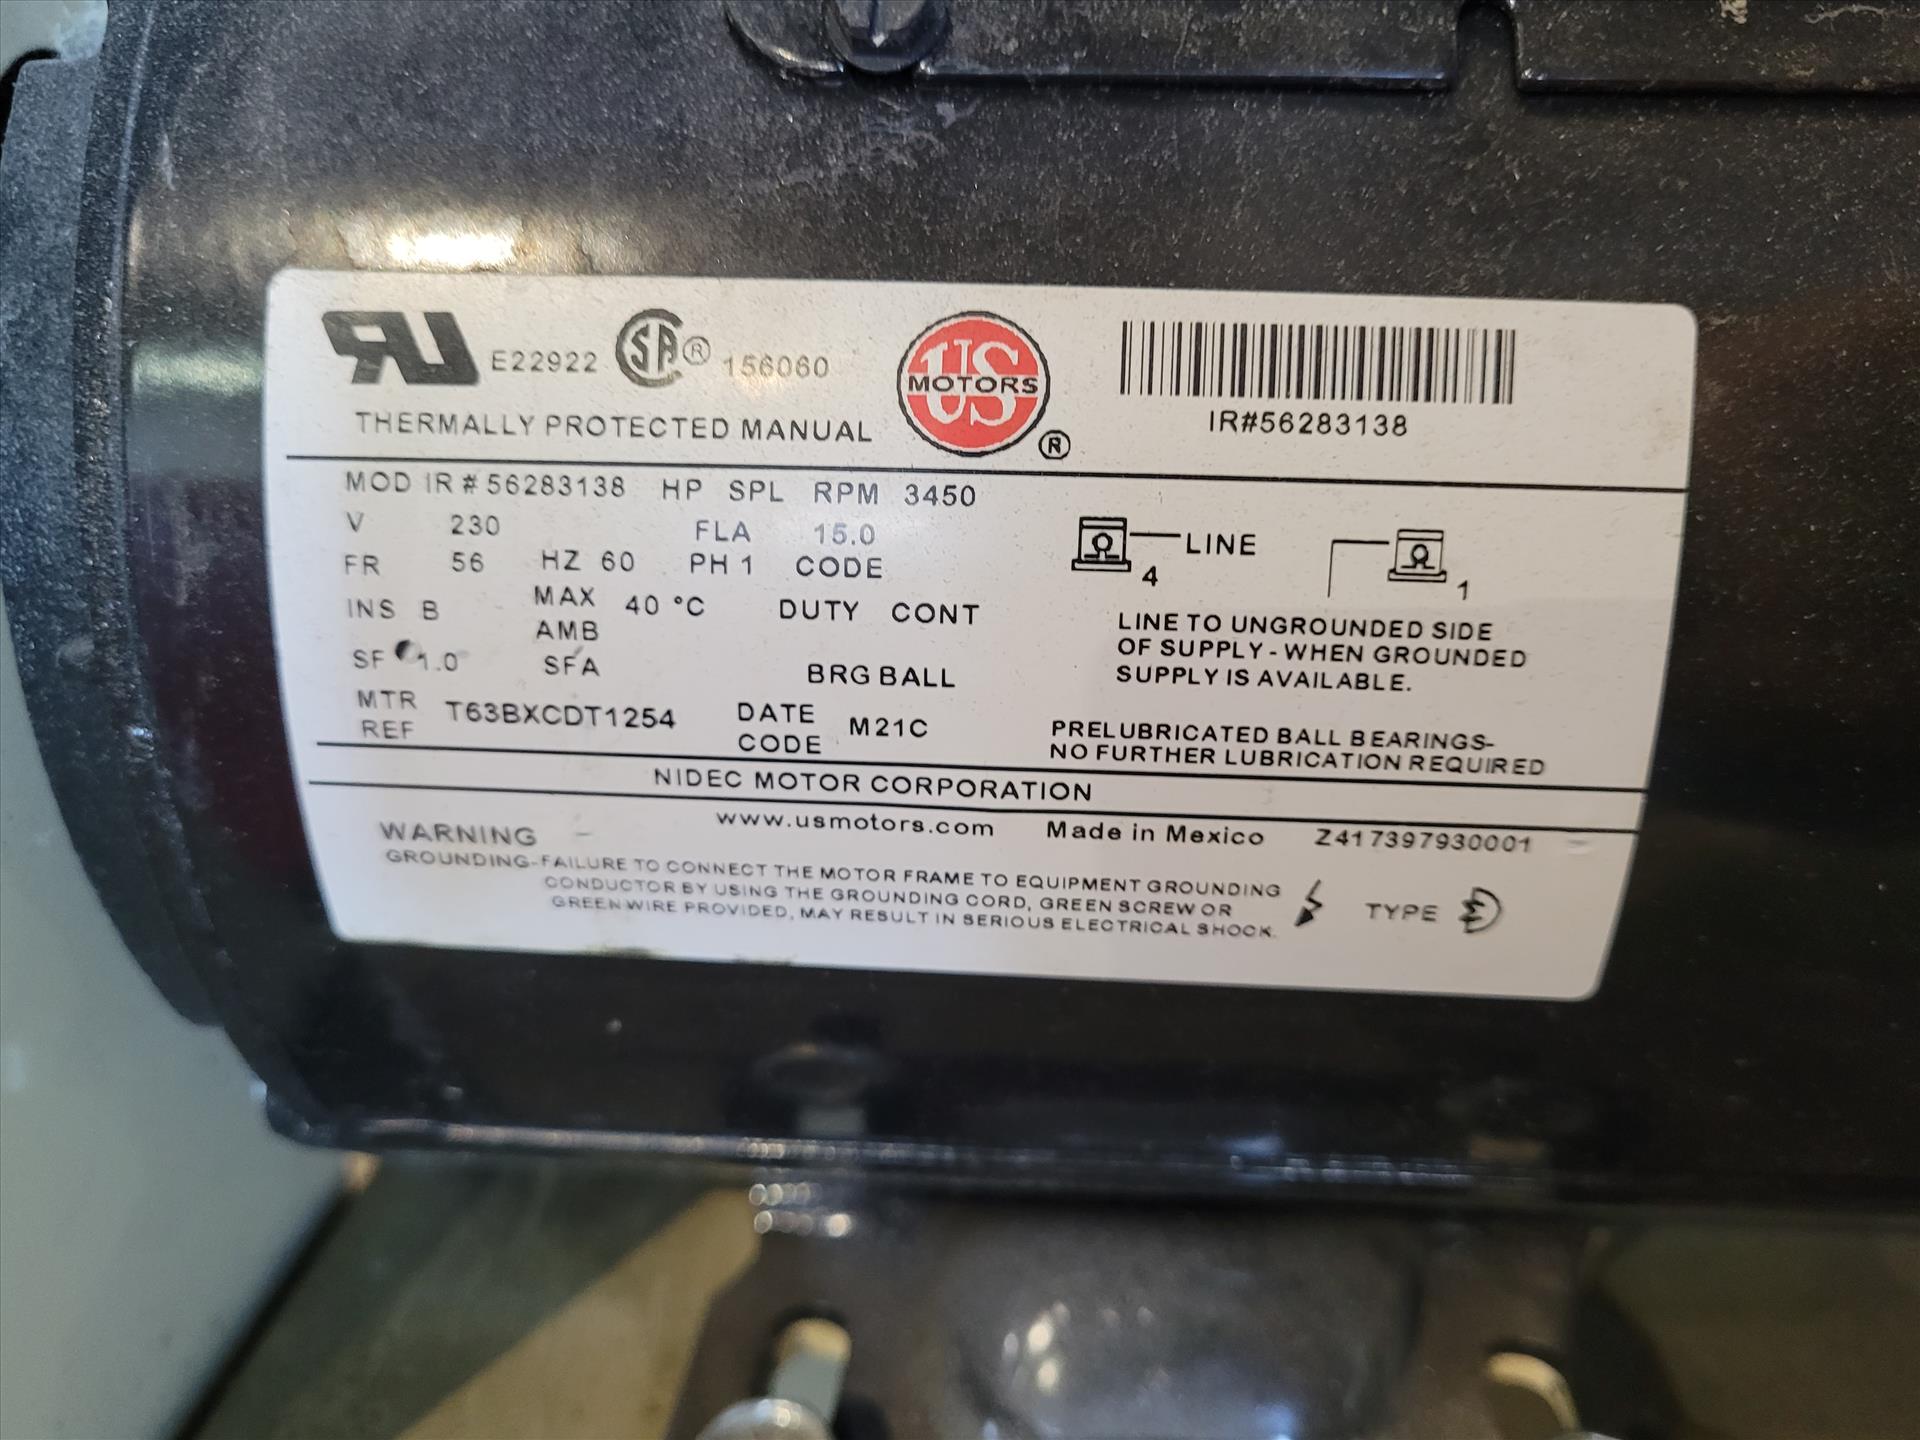 E22922 SA® 156060
THERMALLY PROTECTED MANUAL
US
MOTORS
®
IR#56283138
MOD IR # 56283138 HP SPL RPM 3450
V 230 FLA 15.0
FR 56 HZ 60 PH 1 CODE
INS B MAX AMB 40 °C DUTY CONT
SF 1.0 SFA BRG BALL
MTR REF T63BXCDT1254 DATE CODE M21C
LINE
4
1
LINE TO UNGROUNDED SIDE
OF SUPPLY - WHEN GROUNDED
SUPPLY IS AVAILABLE.
PRELUBRICATED BALL BEARINGS-
NO FURTHER LUBRICATION REQUIRED
NIDEC MOTOR CORPORATION
www.usmotors.com Made in Mexico Z417397930001
WARNING -
GROUNDING-FAILURE TO CONNECT THE MOTOR FRAME TO EQUIPMENT GROUNDING
CONDUCTOR BY USING THE GROUNDING CORD, GREEN SCREW OR
GREEN WIRE PROVIDED, MAY RESULT IN SERIOUS ELECTRICAL SHOCK.
TYPE